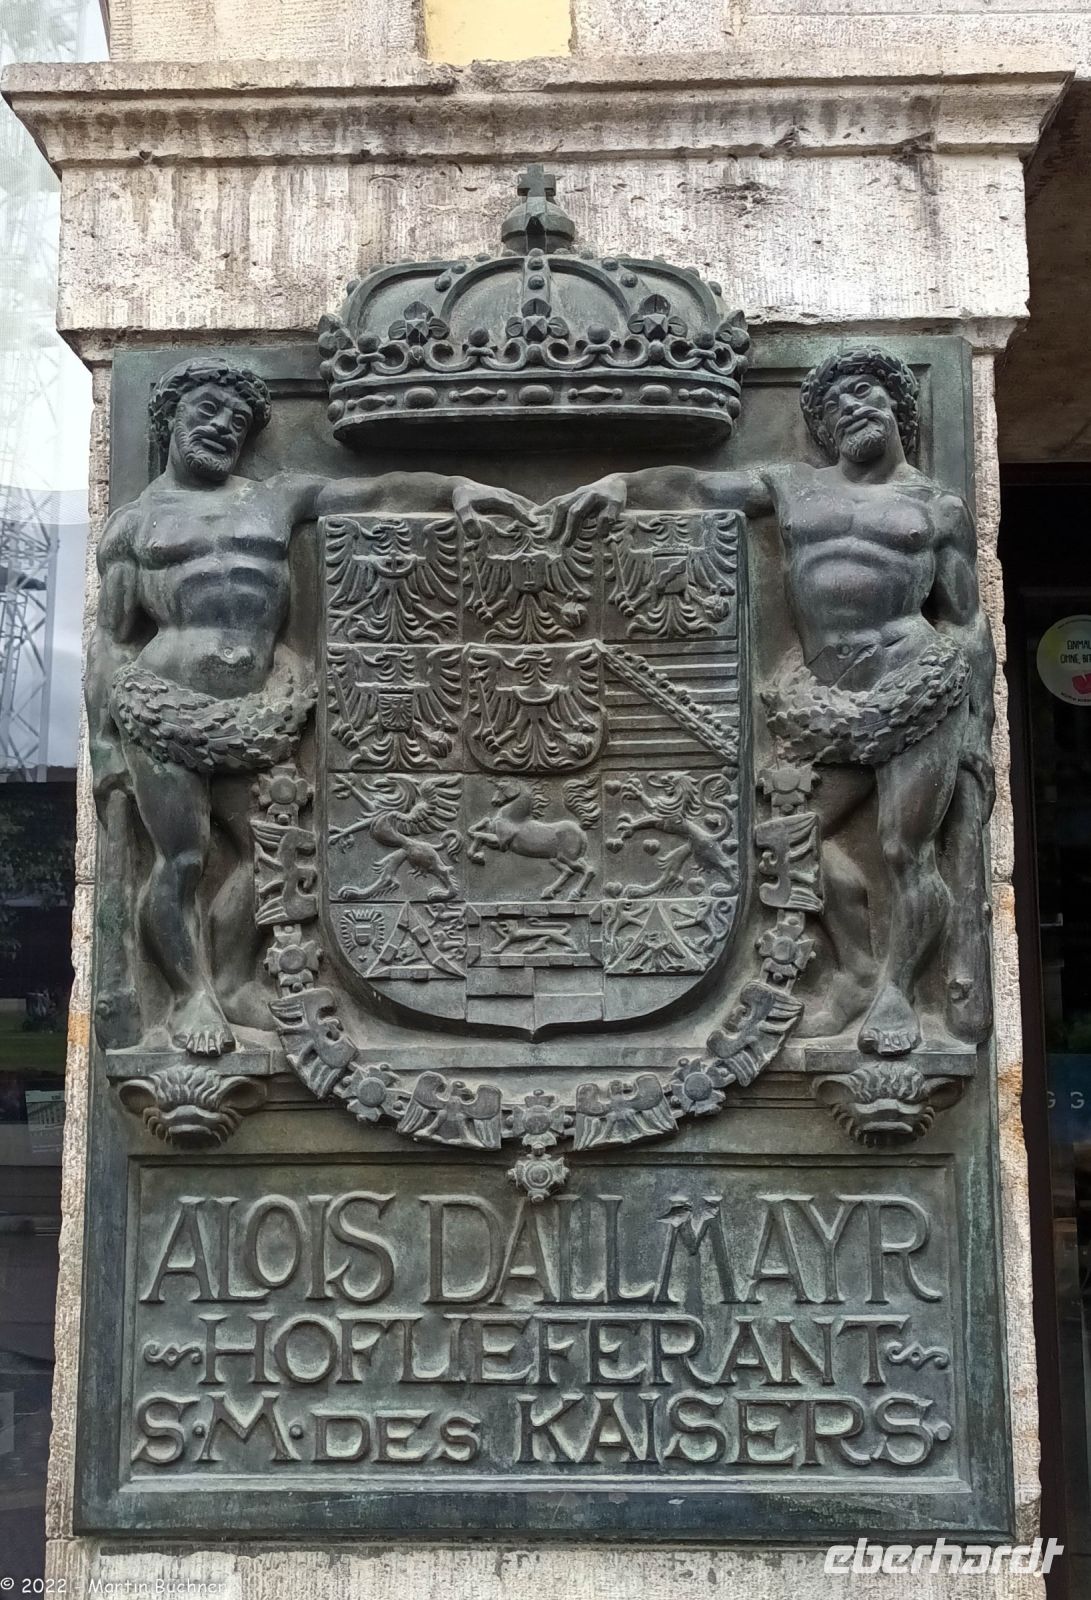 ALOIS DALLMAYR
HOFLIEFERANT
S·M·DES KAISERS·
eberhardt
© 2022 - Martin Buchner